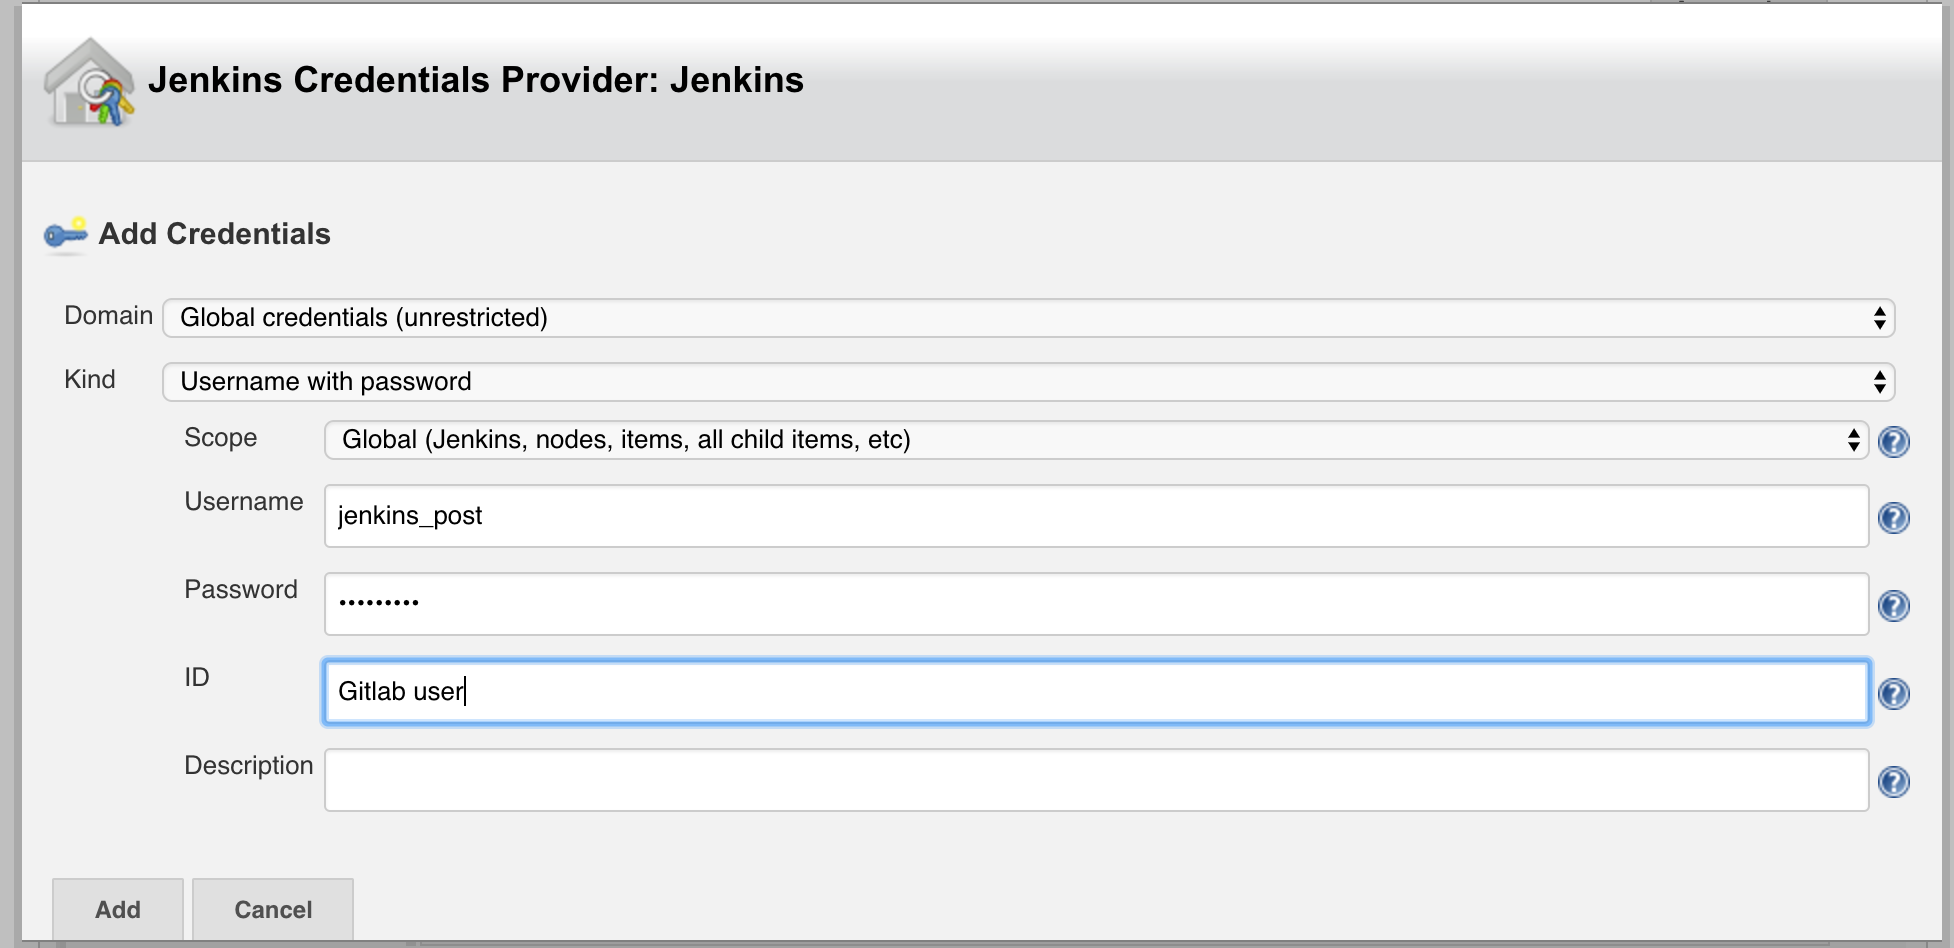 Jenkins Credentials Provider: Jenkins
Add Credentials
Domain Global credentials (unrestricted)
Kind Username with password
Scope Global (Jenkins, nodes, items, all child items, etc)
Username jenkins_post
Password •••••••••
ID Gitlab user
Description
Add Cancel